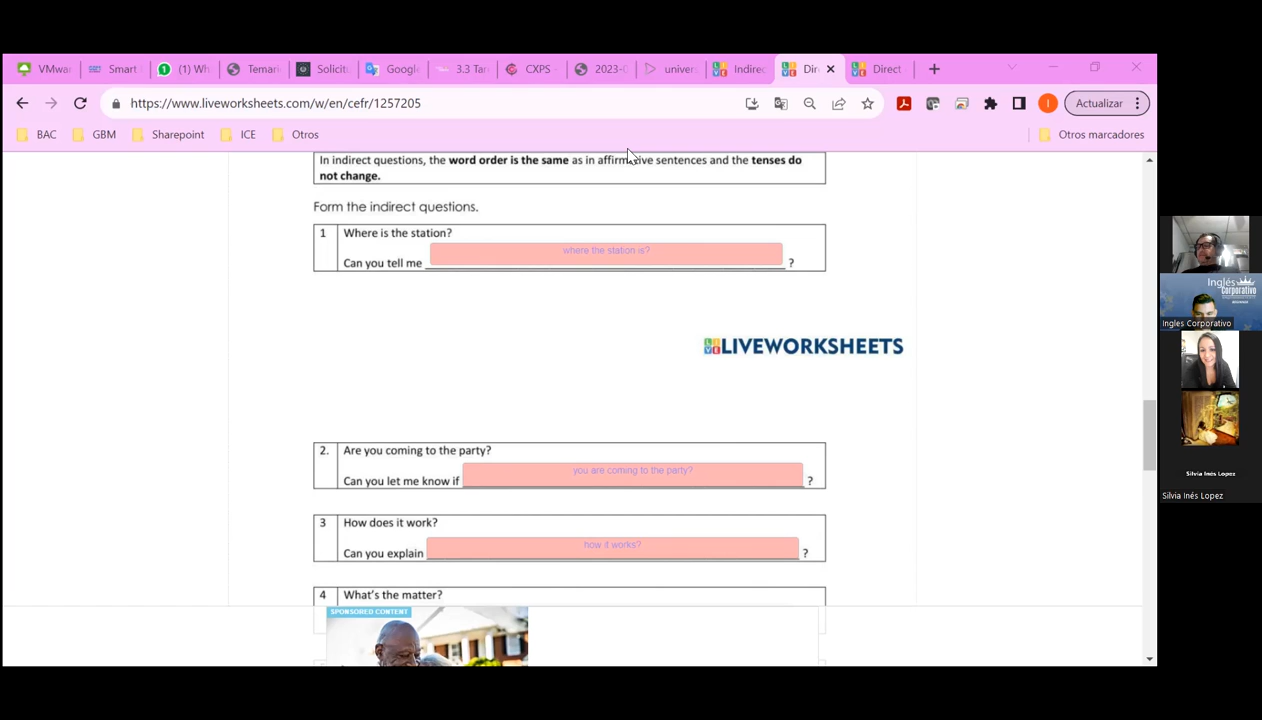 VMwar
Smart
(1) Wh
Temari
Solicitu
Google
3.3 Tar
CXPS -
2023-0
univers
Indirec
Dir
Direct
https://www.liveworksheets.com/w/en/cefr/1257205
Actualizar
BAC
GBM
Sharepoint
ICE
Otros
Otros marcadores
In indirect questions, the word order is the same as in affirmative sentences and the tenses do
not change.
Form the indirect questions.
1 Where is the station?
where the station is?
Can you tell me ?
LIVEWORKSHEETS
2. Are you coming to the party?
you are coming to the party?
Can you let me know if ?
3 How does it work?
how it works?
Can you explain ?
4 What's the matter?
SPONSORED CONTENT
Inglés
Corporativo
Ingles Corporativo
Silvia Inés Lopez
Silvia Inés Lopez